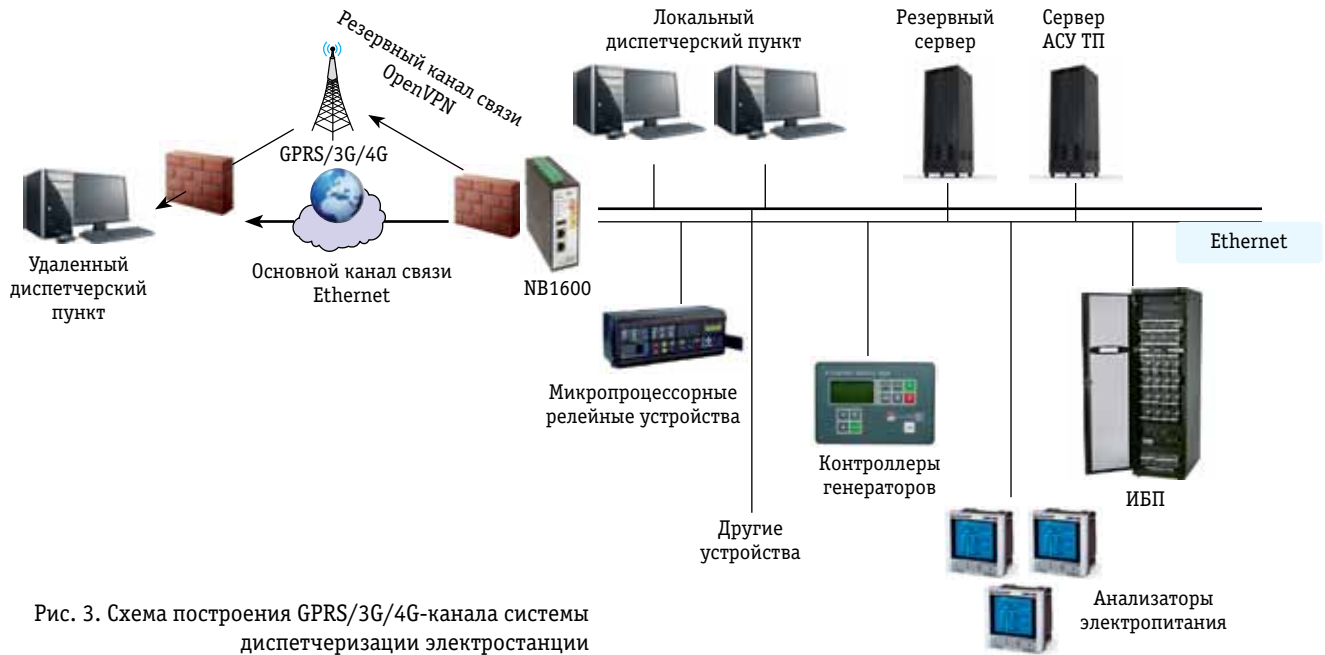 Резервный канал связи
OpenVPN
GPRS/3G/4G
Удаленный
диспетчерский
пункт
Основной канал связи
Ethernet
NB1600
Локальный
диспетчерский пункт
Резервный
сервер
Сервер
АСУ ТП
Ethernet
Микропроцессорные
релейные устройства
Другие
устройства
Контроллеры
генераторов
ИБП
Анализаторы
электропитания
Рис. 3. Схема построения GPRS/3G/4G-канала системы
диспетчеризации электростанции